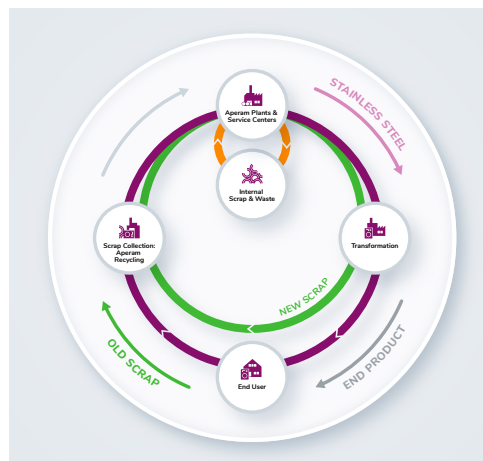 Aperam Plants &
Service Centers
STAINLESS STEEL
Internal
Scrap & Waste
Scrap Collection:
Aperam
Recycling
Transformation
NEW SCRAP
OLD SCRAP
END PRODUCT
End User